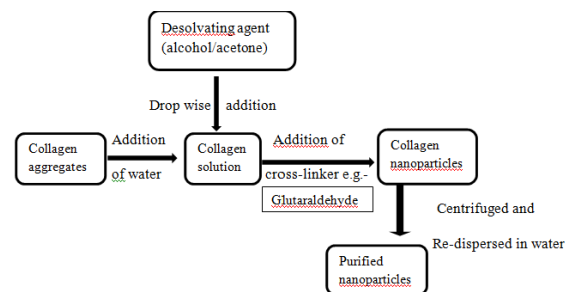 Desolvating agent
(alcohol/acetone)
Drop wise addition
Collagen
aggregates
Addition
of water
Collagen
solution
Addition of
cross-linker e.g.-
Glutaraldehyde
Collagen
nanoparticles
Centrifuged and
Re-dispersed in water
Purified
nanoparticles